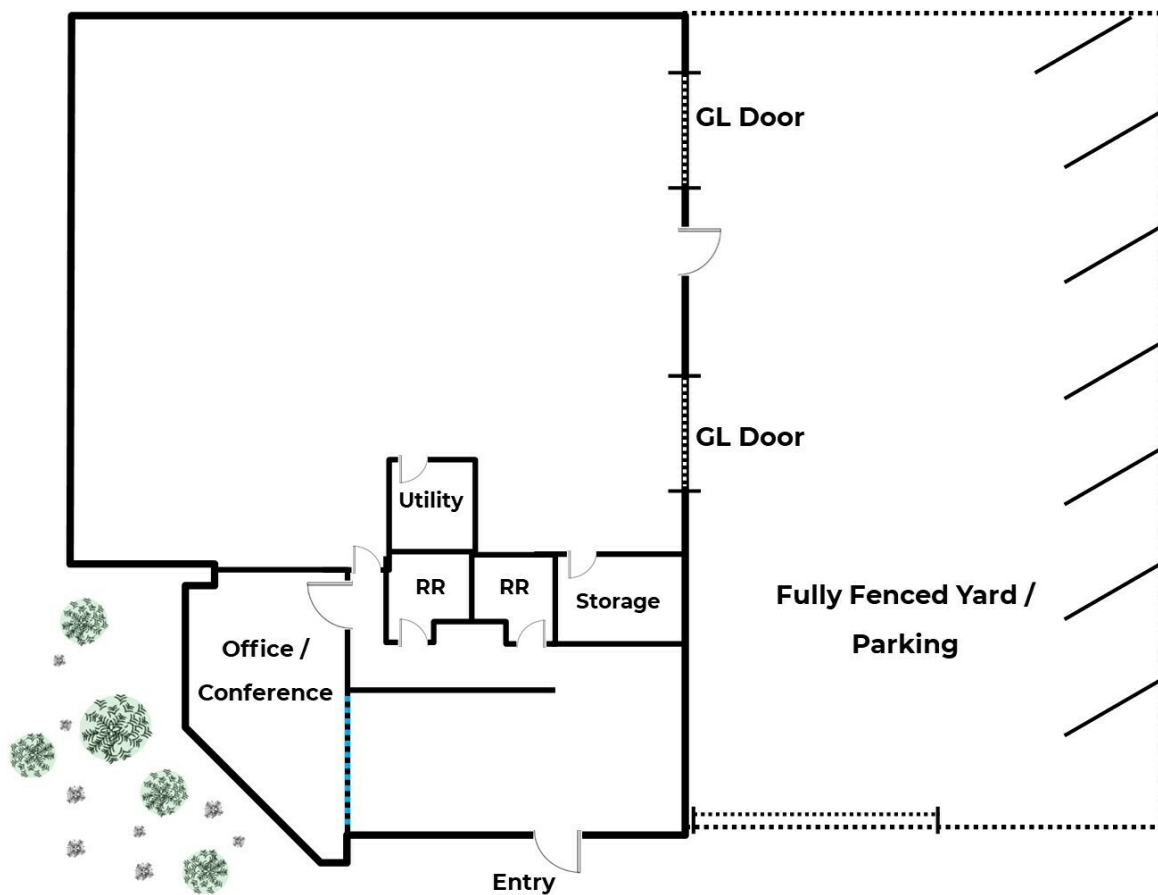 GL Door
GL Door
Utility
RR
RR
Storage
Office /
Conference
Fully Fenced Yard /
Parking
Entry